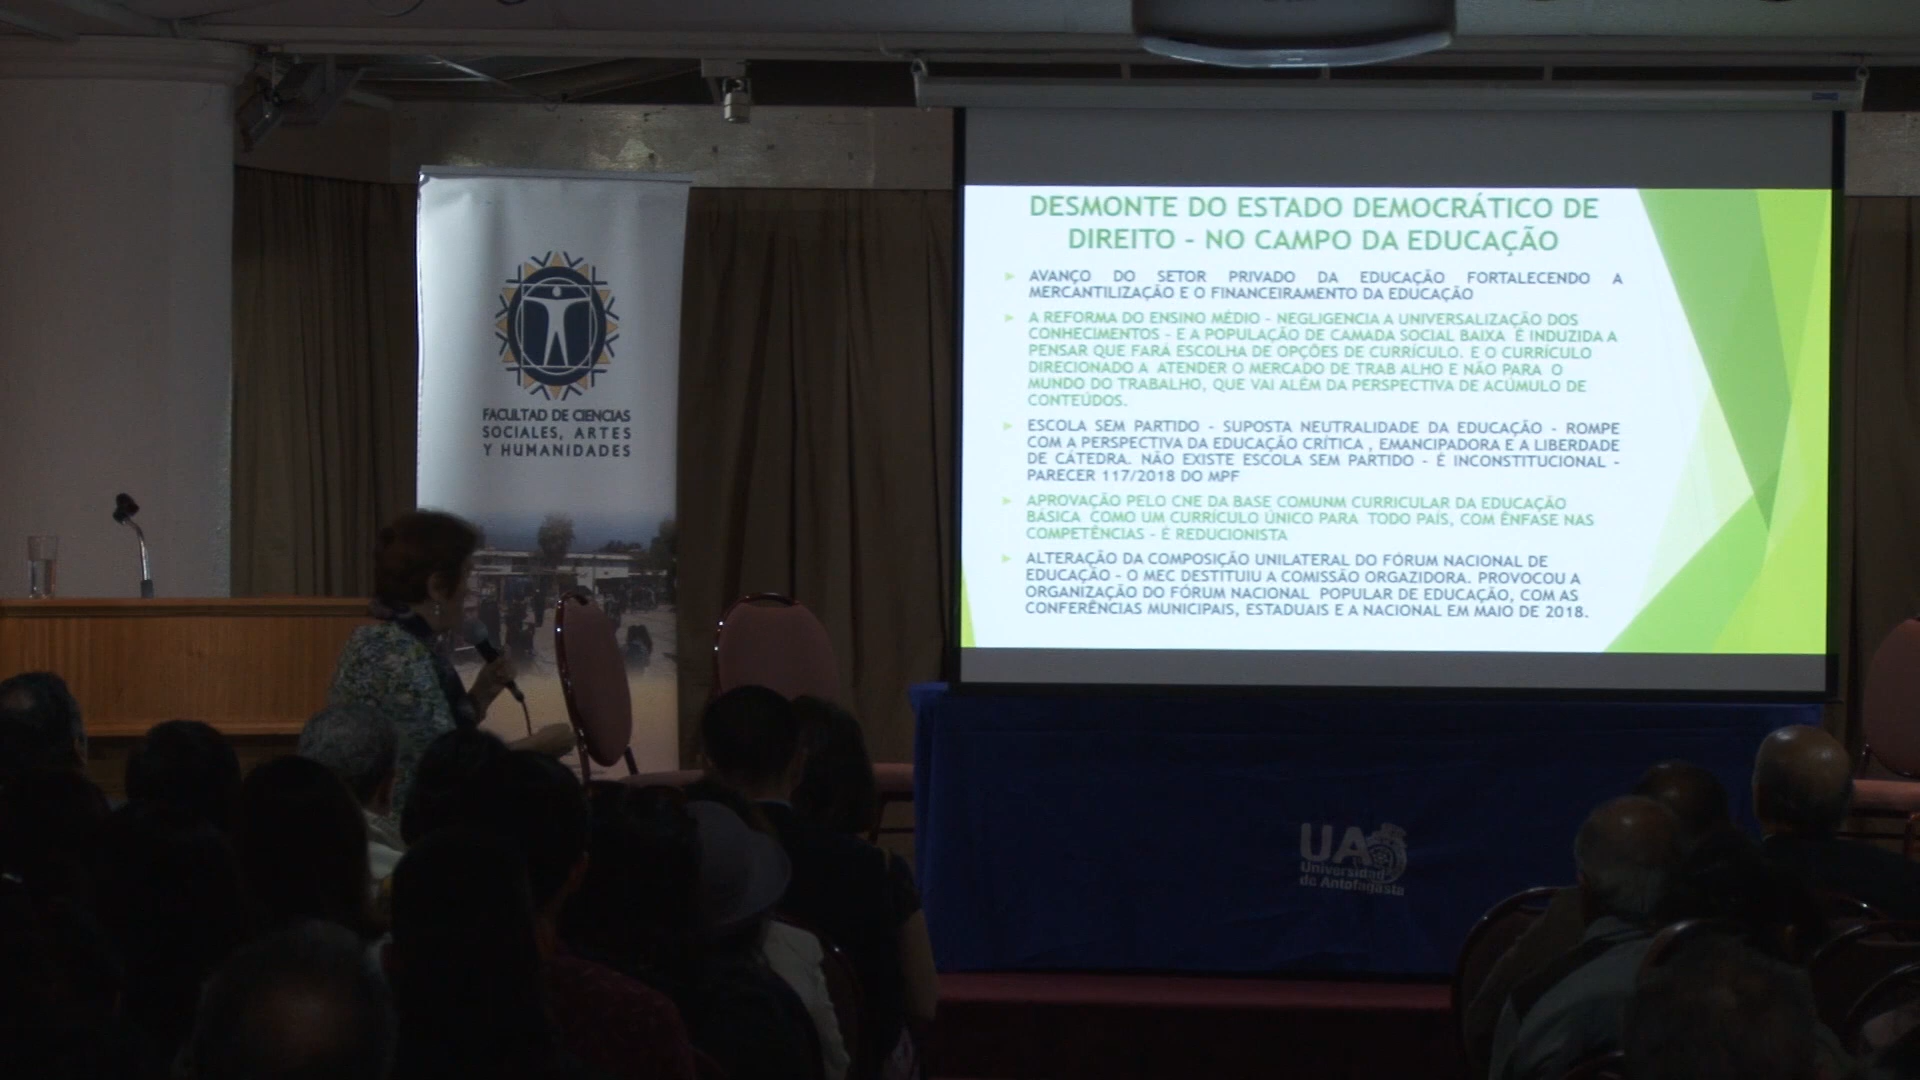 FACULTAD DE CIENCIAS
SOCIALES, ARTES
Y HUMANIDADES
DESMONTE DO ESTADO DEMOCRÁTICO DE
DIREITO - NO CAMPO DA EDUCAÇÃO
AVANÇO DO SETOR PRIVADO DA EDUCAÇÃO FORTALECENDO A
MERCANTILIZAÇÃO E O FINANCEIRAMENTO DA EDUCAÇÃO
A REFORMA DO ENSINO MÉDIO - NEGLIGENCIA A UNIVERSALIZAÇÃO DOS
CONHECIMENTOS - E A POPULAÇÃO DE CAMADA SOCIAL BAIXA É INDUZIDA A
PENSAR QUE FARÁ ESCOLHA DE OPÇÕES DE CURRÍCULO. E O CURRÍCULO
DIRECIONADO A ATENDER O MERCADO DE TRAB ALHO E NÃO PARA O
MUNDO DO TRABALHO, QUE VAI ALÉM DA PERSPECTIVA DE ACÚMULO DE
CONTEÚDOS.
ESCOLA SEM PARTIDO - SUPOSTA NEUTRALIDADE DA EDUCAÇÃO - ROMPE
COM A PERSPECTIVA DA EDUCAÇÃO CRÍTICA , EMANCIPADORA E A LIBERDADE
DE CÁTEDRA. NÃO EXISTE ESCOLA SEM PARTIDO - É INCONSTITUCIONAL -
PARECER 117/2018 DO MPF
APROVAÇÃO PELO CNE DA BASE COMUNM CURRICULAR DA EDUCAÇÃO
BÁSICA COMO UM CURRÍCULO ÚNICO PARA TODO PAÍS, COM ÊNFASE NAS
COMPETÊNCIAS - É REDUCIONISTA
ALTERAÇÃO DA COMPOSIÇÃO UNILATERAL DO FÓRUM NACIONAL DE
EDUCAÇÃO - O MEC DESTITUIU A COMISSÃO ORGAZIDORA. PROVOCOU A
ORGANIZAÇÃO DO FÓRUM NACIONAL POPULAR DE EDUCAÇÃO, COM AS
CONFERÊNCIAS MUNICIPAIS, ESTADUAIS E A NACIONAL EM MAIO DE 2018.
UA
Universidad
de Antofagasta